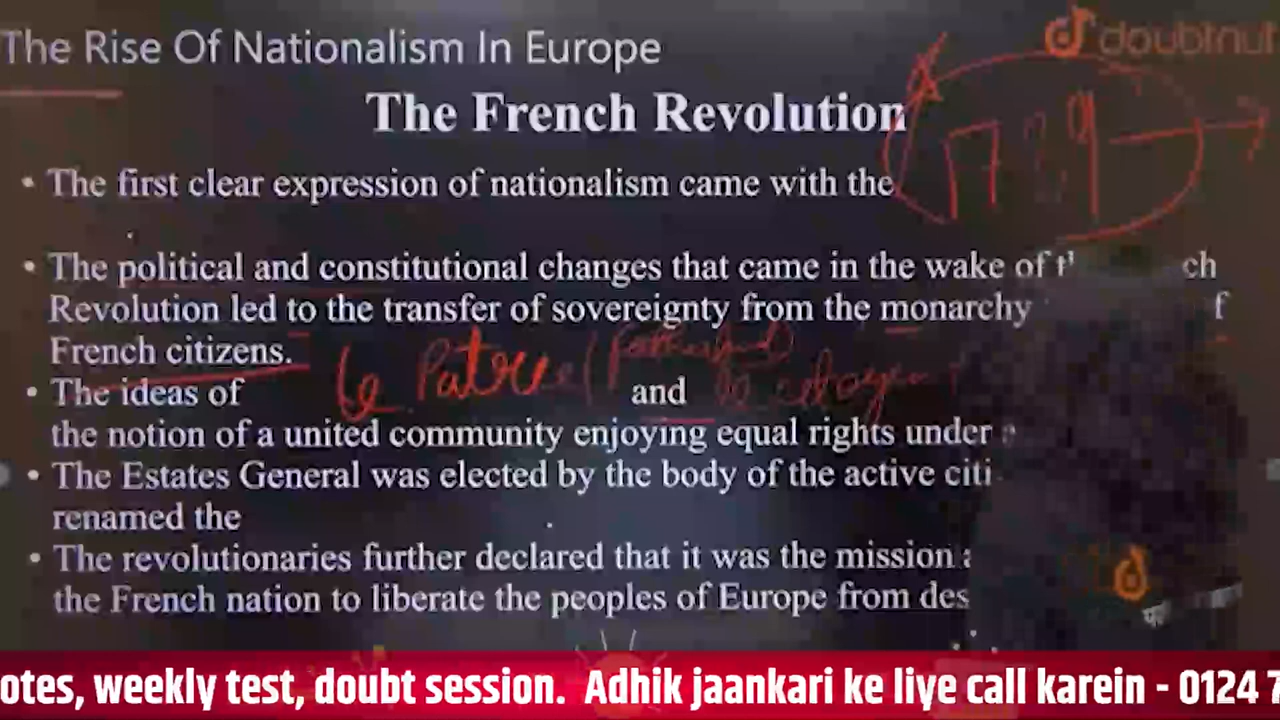 The Rise Of Nationalism In Europe
doubtnut
The French Revolution
1789
• The first clear expression of nationalism came with the
• The political and constitutional changes that came in the wake of ch
Revolution led to the transfer of sovereignty from the monarchy f
French citizens.
• The ideas of le Patrie (fatherland) and le citoyen
the notion of a united community enjoying equal rights under
• The Estates General was elected by the body of the active citi
renamed the
• The revolutionaries further declared that it was the mission a
the French nation to liberate the peoples of Europe from des
otes, weekly test, doubt session. Adhik jaankari ke liye call karein - 0124 7